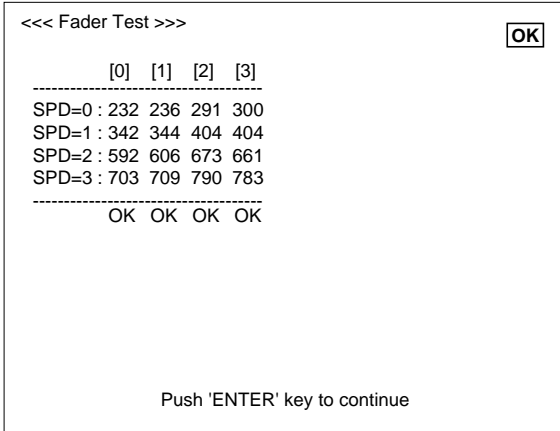 <<< Fader Test >>>
OK
[0] [1] [2] [3]
-------------------------------------
SPD=0 : 232 236 291 300
SPD=1 : 342 344 404 404
SPD=2 : 592 606 673 661
SPD=3 : 703 709 790 783
-------------------------------------
OK OK OK OK
Push 'ENTER' key to continue